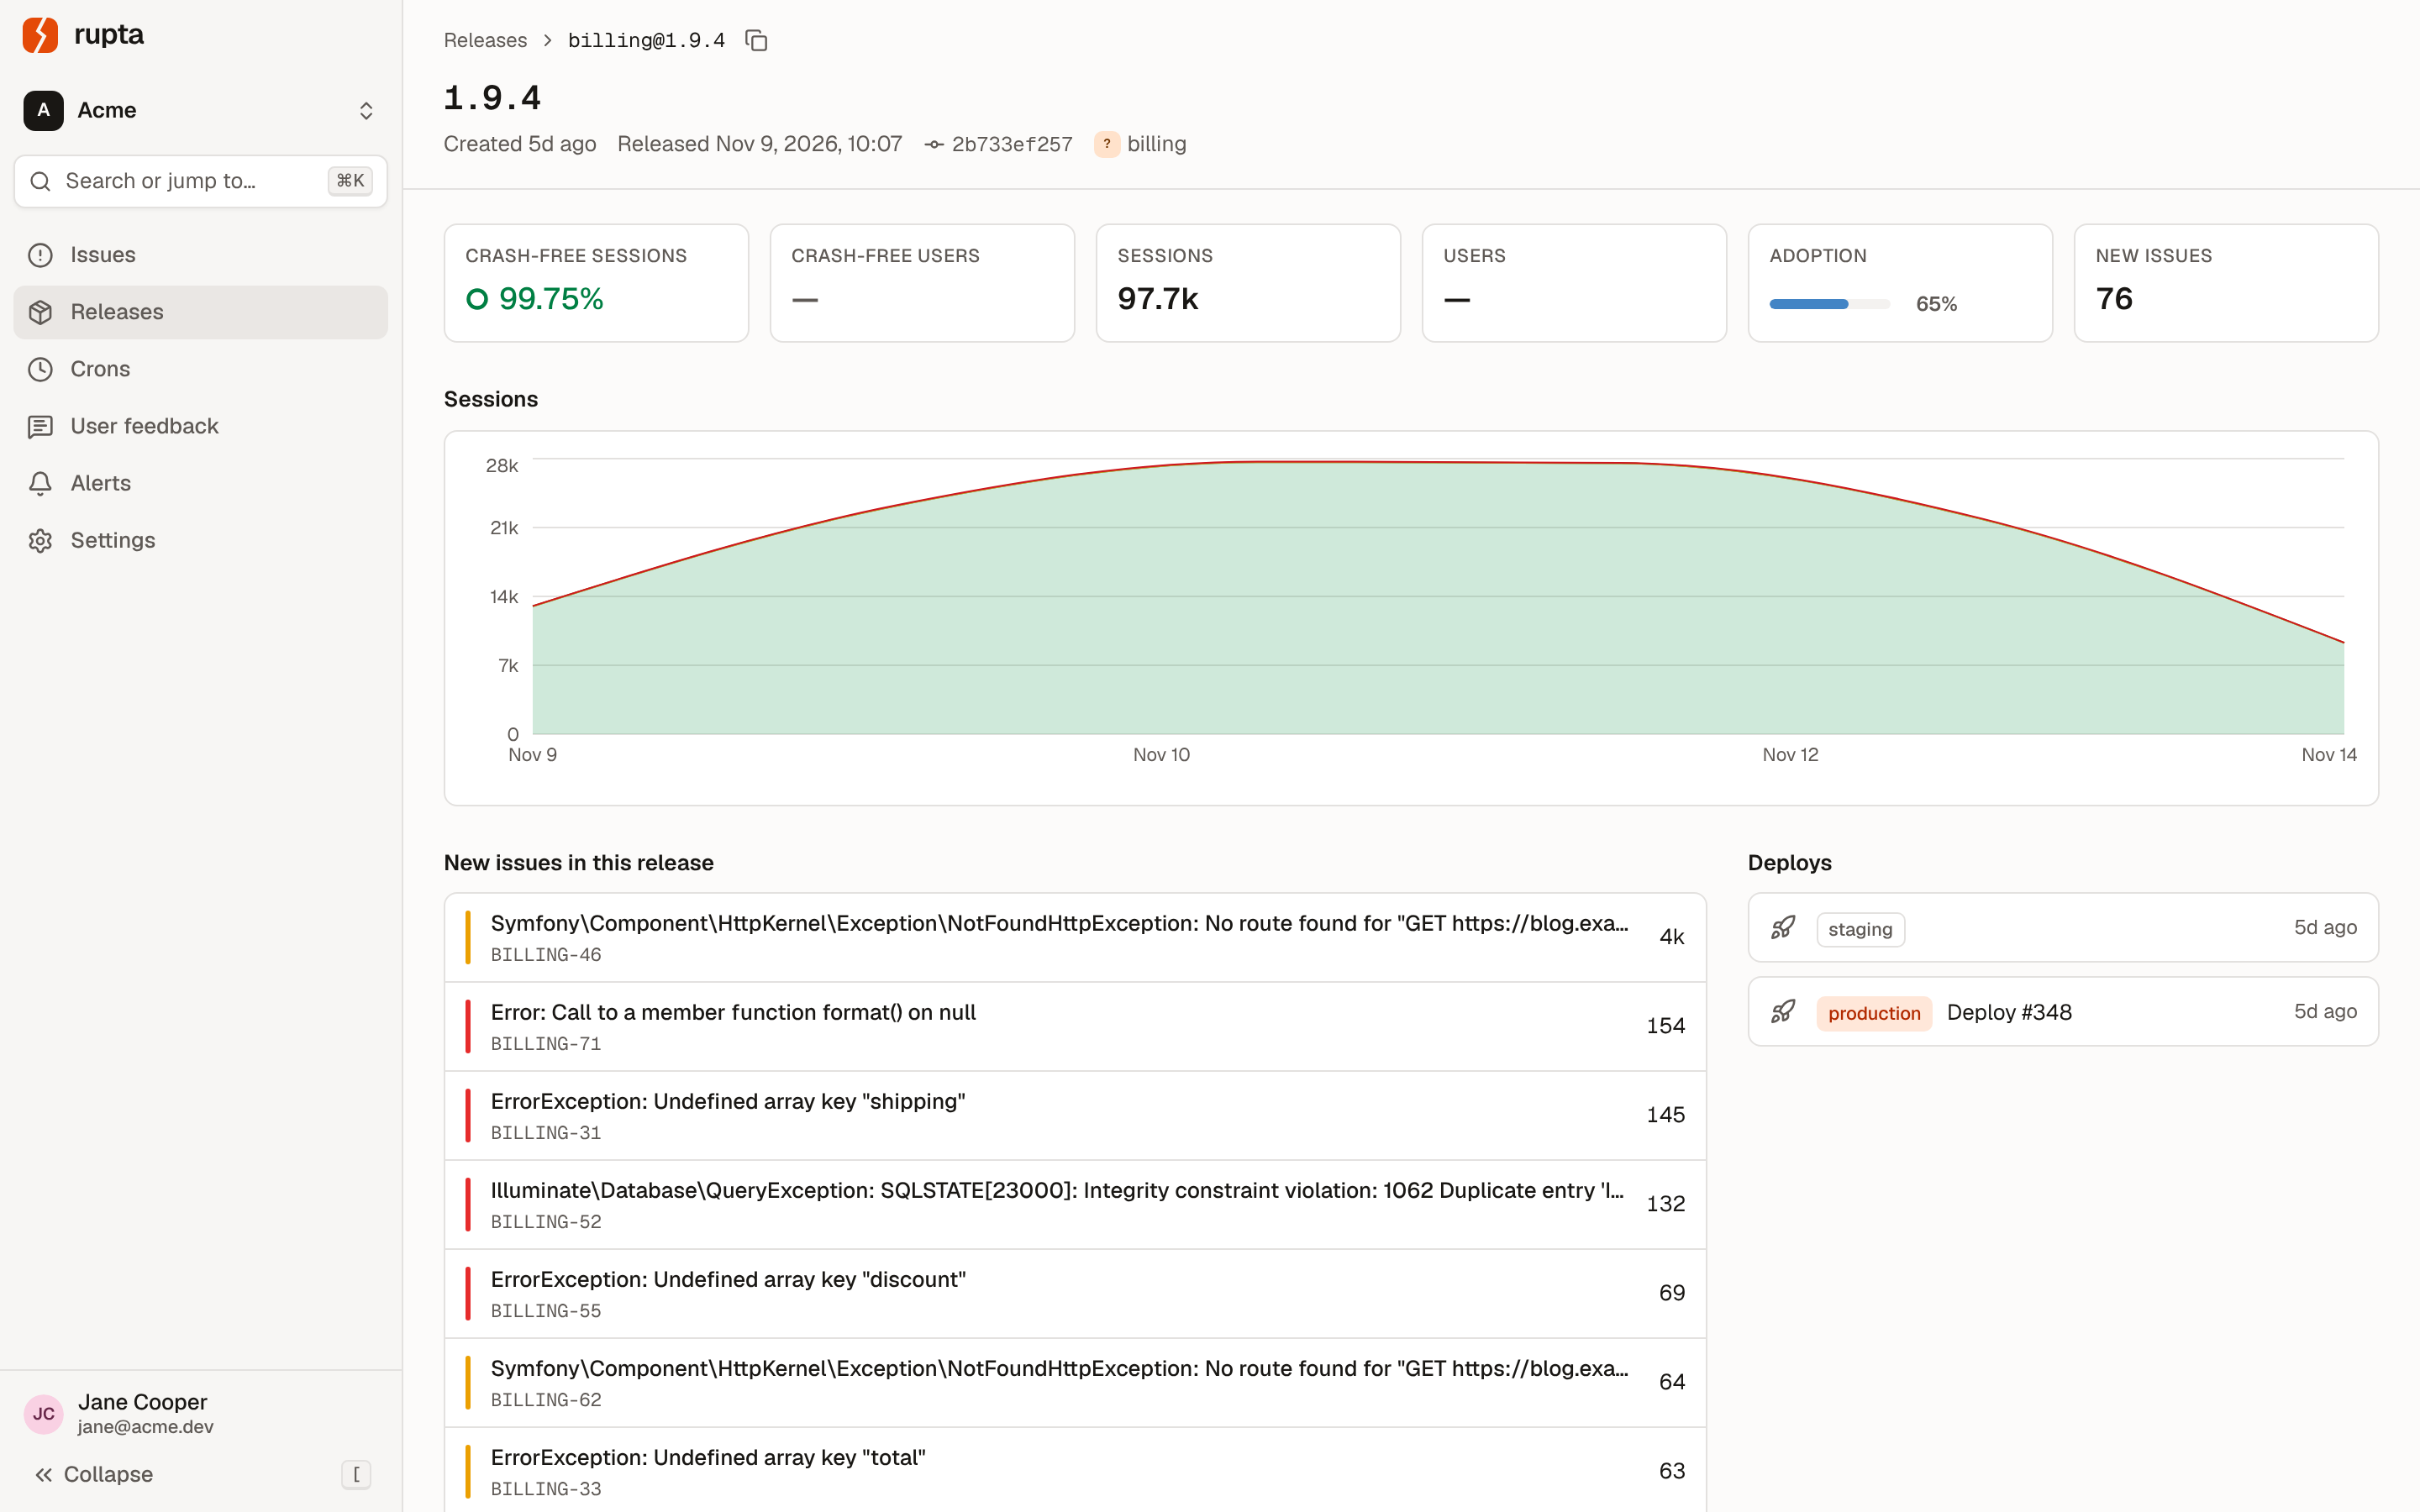 rupta
A Acme
Search or jump to… ⌘K
Issues
Releases
Crons
User feedback
Alerts
Settings
JC Jane Cooper
jane@acme.dev
Collapse [
Releases billing@1.9.4
1.9.4
Created 5d ago Released Nov 9, 2026, 10:07 2b733ef257 ? billing
CRASH-FREE SESSIONS
99.75%
CRASH-FREE USERS
—
SESSIONS
97.7k
USERS
—
ADOPTION
65%
NEW ISSUES
76
Sessions
28k
21k
14k
7k
0
Nov 9 Nov 10 Nov 12 Nov 14
New issues in this release
Symfony\Component\HttpKernel\Exception\NotFoundHttpException: No route found for "GET https://blog.exa… 4k
BILLING-46
Error: Call to a member function format() on null 154
BILLING-71
ErrorException: Undefined array key "shipping" 145
BILLING-31
Illuminate\Database\QueryException: SQLSTATE[23000]: Integrity constraint violation: 1062 Duplicate entry 'I… 132
BILLING-52
ErrorException: Undefined array key "discount" 69
BILLING-55
Symfony\Component\HttpKernel\Exception\NotFoundHttpException: No route found for "GET https://blog.exa… 64
BILLING-62
ErrorException: Undefined array key "total" 63
BILLING-33
Deploys
staging 5d ago
production Deploy #348 5d ago